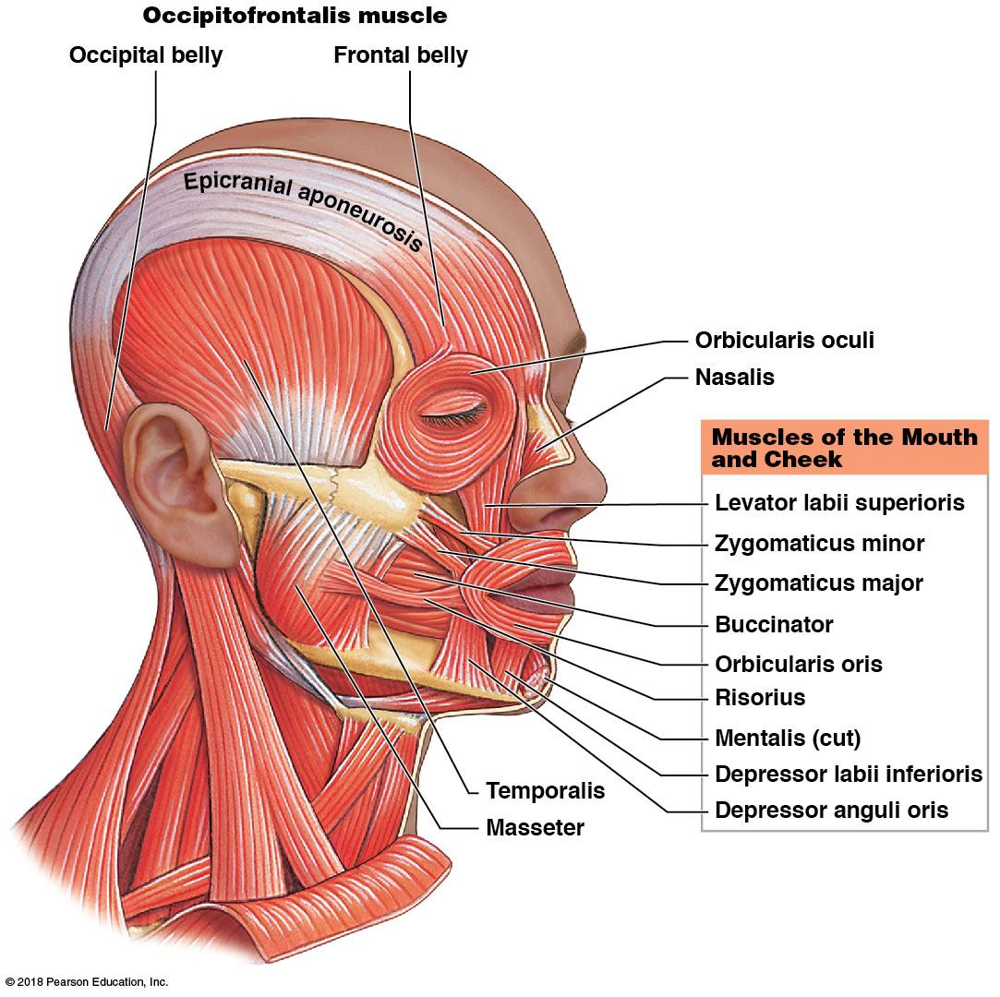 Occipitofrontalis muscle
Occipital belly
Frontal belly
Epicranial aponeurosis
Orbicularis oculi
Nasalis
Muscles of the Mouth
and Cheek
Levator labii superioris
Zygomaticus minor
Zygomaticus major
Buccinator
Orbicularis oris
Risorius
Mentalis (cut)
Depressor labii inferioris
Depressor anguli oris
Temporalis
Masseter
© 2018 Pearson Education, Inc.